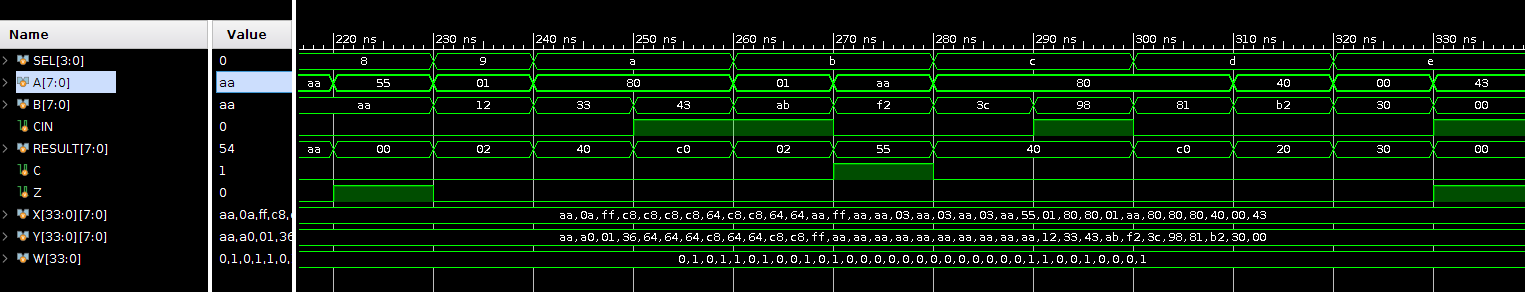 Name Value 220 ns 230 ns 240 ns 250 ns 260 ns 270 ns 280 ns 290 ns 300 ns 310 ns 320 ns 330 ns
SEL[3:0] 0 8 9 a b c d e
A[7:0] aa aa 55 01 80 01 aa 80 40 00 43
B[7:0] aa aa 12 33 43 ab f2 3c 98 81 b2 30 00
CIN 0
RESULT[7:0] 54 aa 00 02 40 c0 02 55 40 c0 20 30 00
C 1
Z 0
X[33:0][7:0] aa,0a,ff,c8,c aa,0a,ff,c8,c8,c8,c8,64,c8,c8,64,64,aa,ff,aa,aa,03,aa,03,aa,03,aa,55,01,80,80,01,aa,80,80,80,40,00,43
Y[33:0][7:0] aa,a0,01,36 aa,a0,01,36,64,64,64,c8,64,64,c8,c8,ff,aa,aa,aa,aa,aa,aa,aa,aa,aa,12,33,43,ab,f2,3c,98,81,b2,30,00
W[33:0] 0,1,0,1,1,0, 0,1,0,1,1,0,1,0,0,1,0,1,0,0,0,0,0,0,0,0,0,0,0,0,1,1,0,0,1,0,0,0,1